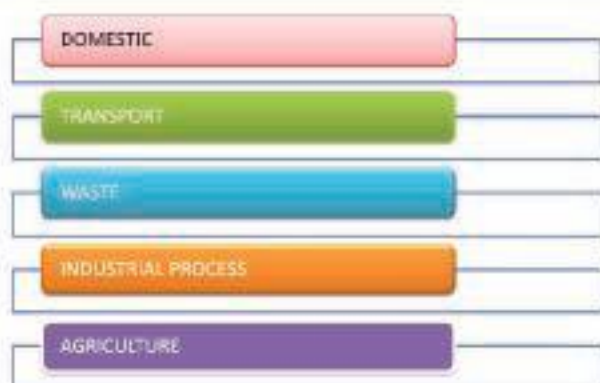 DOMESTIC
TRANSPORT
WASTE
INDUSTRIAL PROCESS
AGRICULTURE